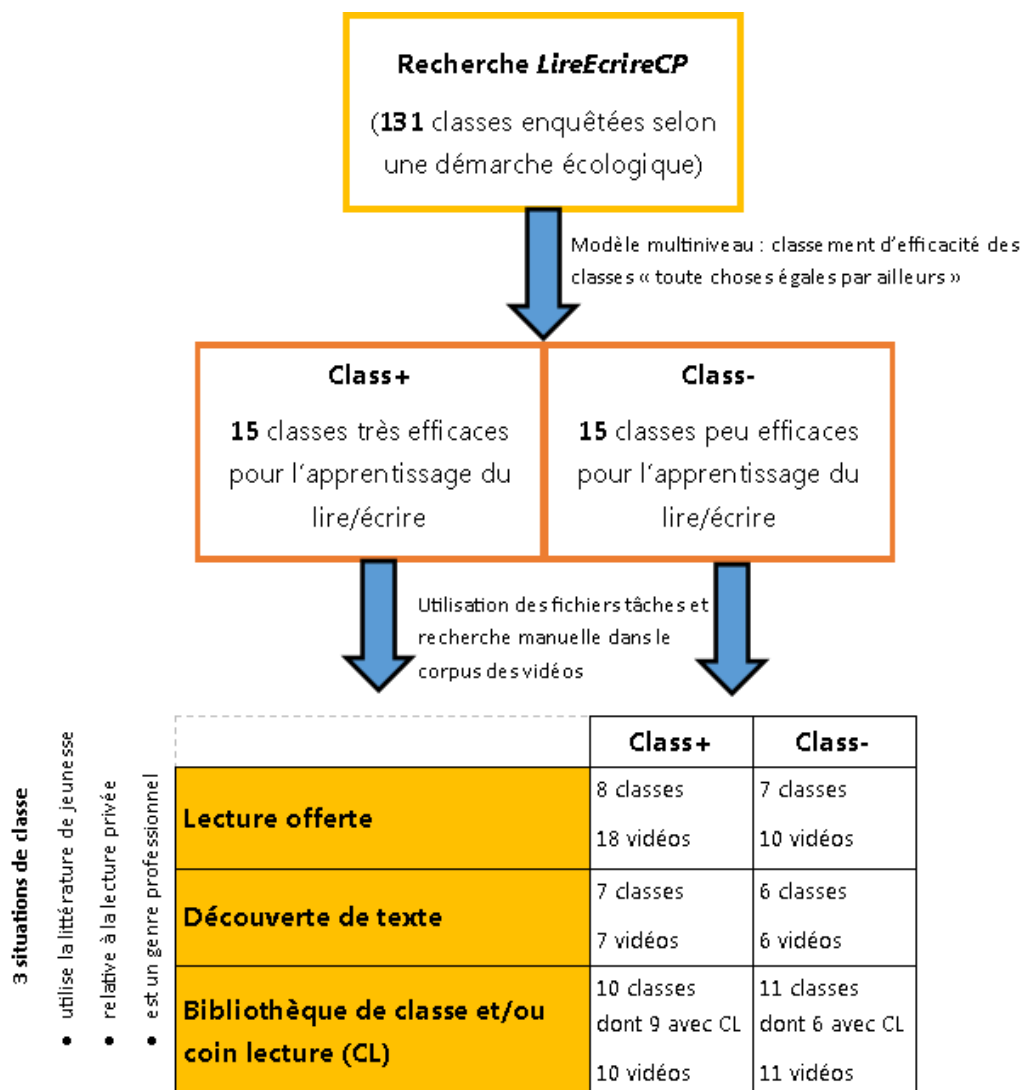 Recherche LireEcrireCP
(131 classes enquêtées selon
une démarche écologique)
Modèle multiniveau : classement d'efficacité des
classes « toute choses égales par ailleurs »
Class+
15 classes très efficaces
pour l'apprentissage du
lire/écrire
Class-
15 classes peu efficaces
pour l'apprentissage du
lire/écrire
Utilisation des fichiers tâches et
recherche manuelle dans le
corpus des vidéos
3 situations de classe
• utilise la littérature de jeunesse
• relative à la lecture privée
• est un genre professionnel
Class+
Class-
Lecture offerte
8 classes
18 vidéos
7 classes
10 vidéos
Découverte de texte
7 classes
7 vidéos
6 classes
6 vidéos
Bibliothèque de classe et/ou
coin lecture (CL)
10 classes
dont 9 avec CL
10 vidéos
11 classes
dont 6 avec CL
11 vidéos